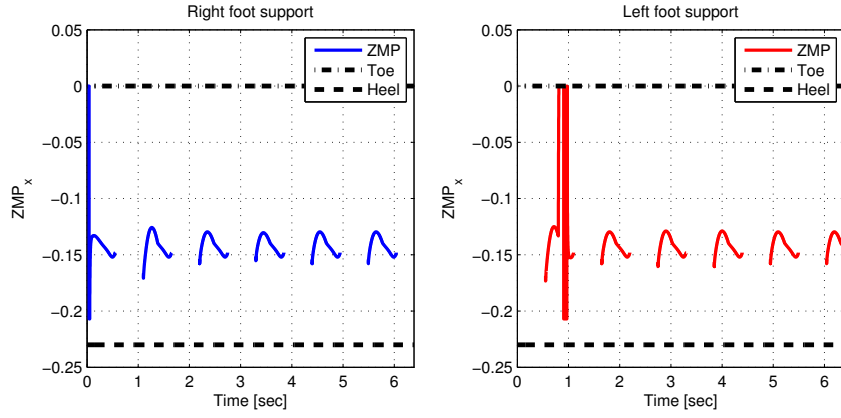 Right foot support
0.05
0
−0.05
−0.1
−0.15
−0.2
−0.25
ZMPx
ZMP
Toe
Heel
0 1 2 3 4 5 6
Time [sec]
Left foot support
0.05
0
−0.05
−0.1
−0.15
−0.2
−0.25
ZMPx
ZMP
Toe
Heel
0 1 2 3 4 5 6
Time [sec]